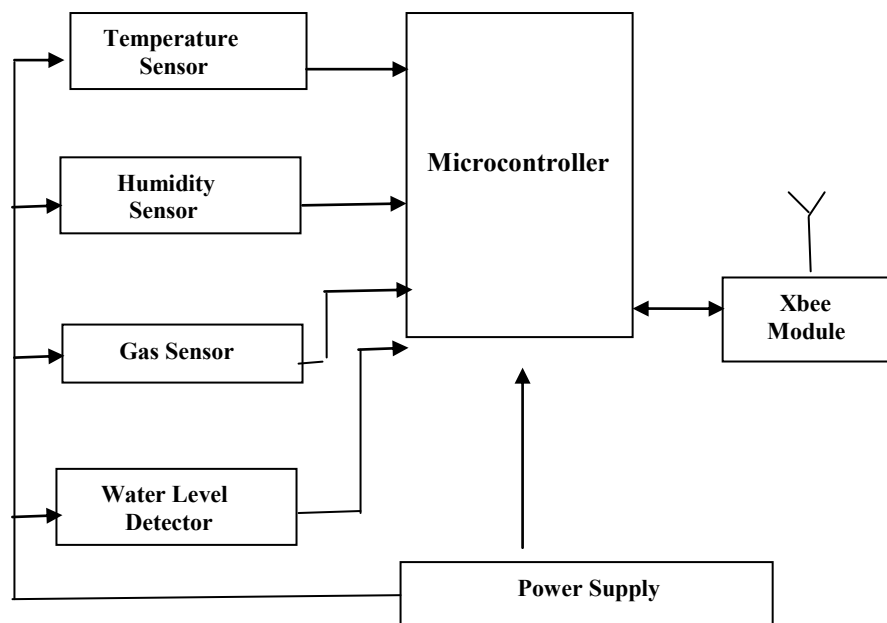 Temperature
Sensor
Humidity
Sensor
Gas Sensor
Water Level
Detector
Microcontroller
Xbee
Module
Power Supply